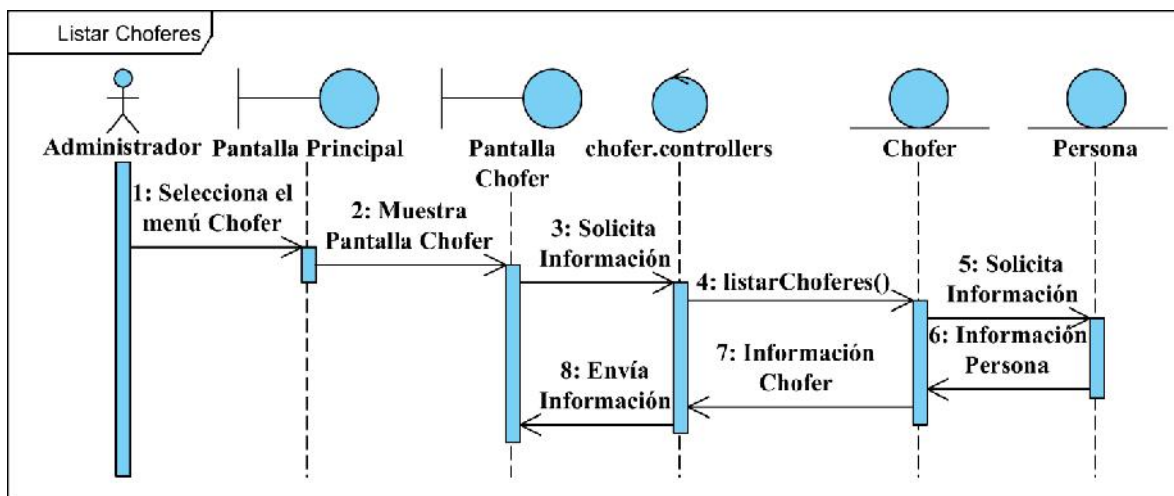 Listar Choferes
Administrador
Pantalla Principal
Pantalla
Chofer
chofer.controllers
Chofer
Persona
1: Selecciona el
menú Chofer
2: Muestra
Pantalla Chofer
3: Solicita
Información
4: listarChoferes()
5: Solicita
Información
6: Información
Persona
7: Información
Chofer
8: Envía
Información